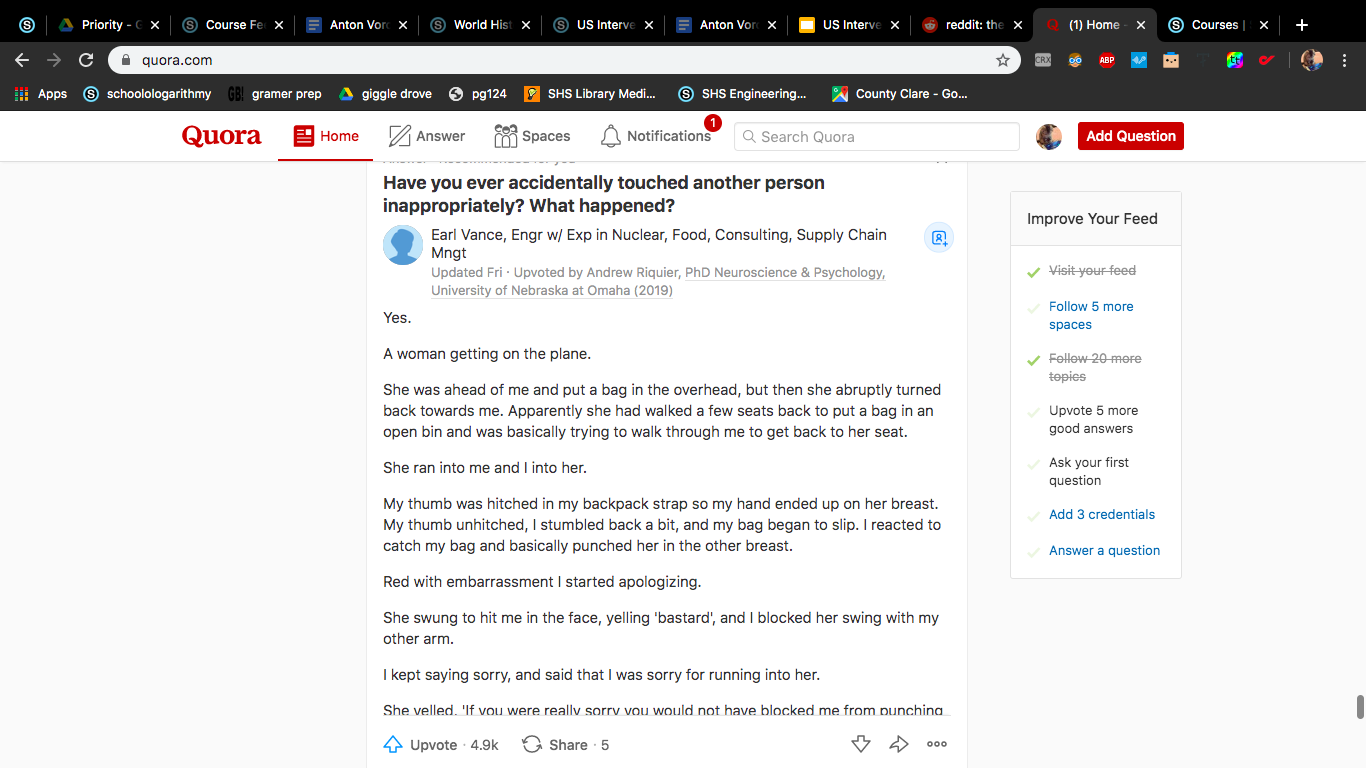 Priority - G
Course Fe
Anton Vor
World Hist
US Interve
Anton Vor
US Interve
reddit: the
(1) Home -
Courses |
quora.com
Apps
schoolologarithmy
gramer prep
giggle drove
pg124
SHS Library Medi...
SHS Engineering...
County Clare - Go...
Quora
Home
Answer
Spaces
Notifications
1
Search Quora
Add Question
Have you ever accidentally touched another person
inappropriately? What happened?
Earl Vance, Engr w/ Exp in Nuclear, Food, Consulting, Supply Chain
Mngt
Updated Fri · Upvoted by Andrew Riquier, PhD Neuroscience & Psychology,
University of Nebraska at Omaha (2019)
Yes.
A woman getting on the plane.
She was ahead of me and put a bag in the overhead, but then she abruptly turned
back towards me. Apparently she had walked a few seats back to put a bag in an
open bin and was basically trying to walk through me to get back to her seat.
She ran into me and I into her.
My thumb was hitched in my backpack strap so my hand ended up on her breast.
My thumb unhitched, I stumbled back a bit, and my bag began to slip. I reacted to
catch my bag and basically punched her in the other breast.
Red with embarrassment I started apologizing.
She swung to hit me in the face, yelling 'bastard', and I blocked her swing with my
other arm.
I kept saying sorry, and said that I was sorry for running into her.
She yelled, 'If you were really sorry you would not have blocked me from punching
Upvote · 4.9k
Share · 5
Improve Your Feed
Visit your feed
Follow 5 more
spaces
Follow 20 more
topics
Upvote 5 more
good answers
Ask your first
question
Add 3 credentials
Answer a question